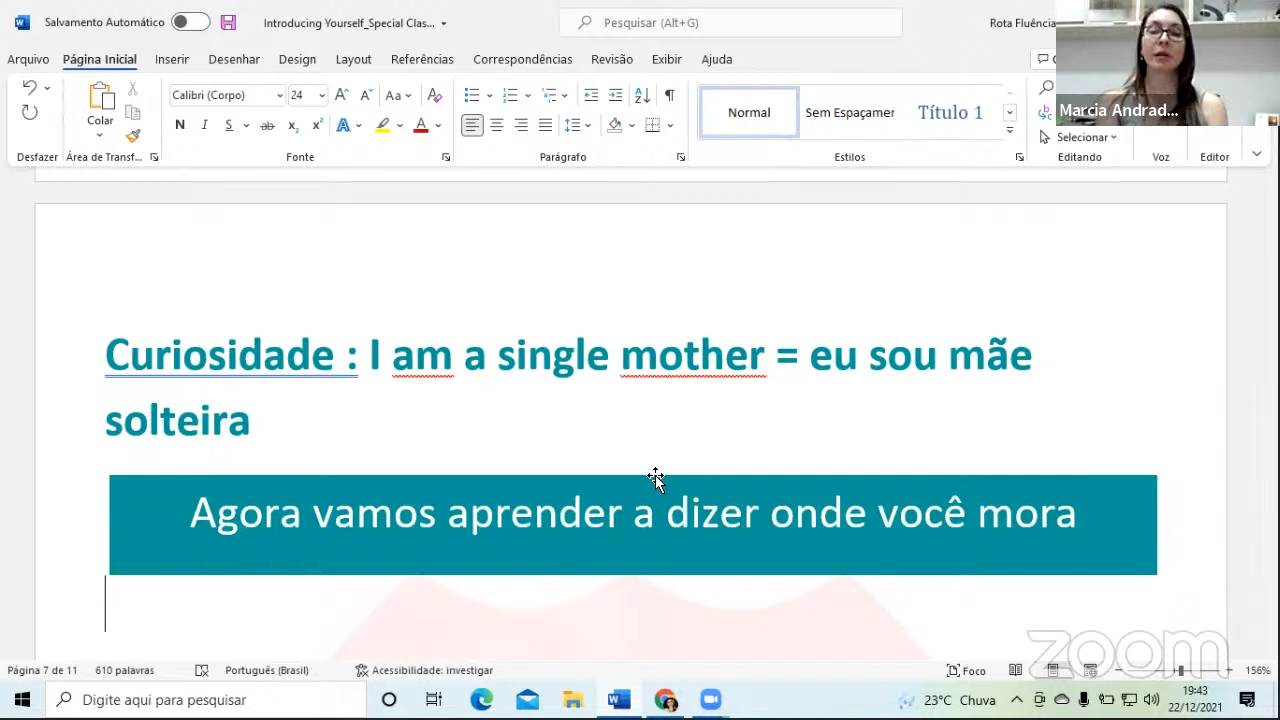 Salvamento Automático
Introducing Yourself_Special Clas...
Pesquisar (Alt+G)
Rota Fluência
Arquivo Página Inicial Inserir Desenhar Design Layout Referências Correspondências Revisão Exibir Ajuda
Marcia Andrad...
Colar
Calibri (Corpo) 24
Normal
Sem Espaçamer
Título 1
Selecionar
Desfazer Área de Transf... Fonte Parágrafo Estilos Editando Voz Editor
Curiosidade : I am a single mother = eu sou mãe
solteira
Agora vamos aprender a dizer onde você mora
zoom
Página 7 de 11 610 palavras Português (Brasil) Acessibilidade: investigar Foco 156%
Digite aqui para pesquisar
23°C Chuva
19:43
22/12/2021